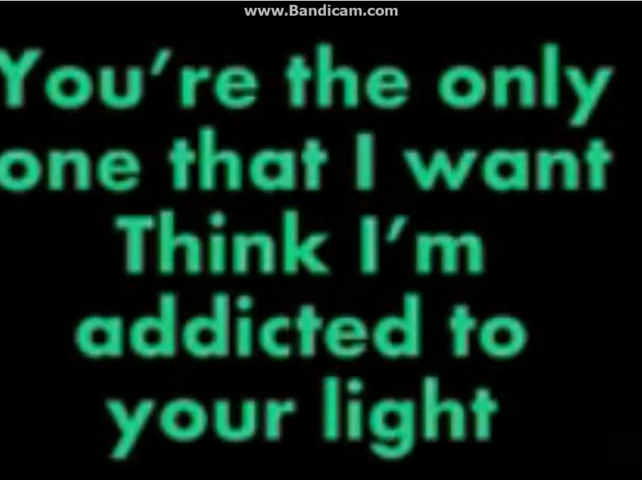 www.Bandicam.com
You're the only
one that I want
Think I'm
addicted to
your light